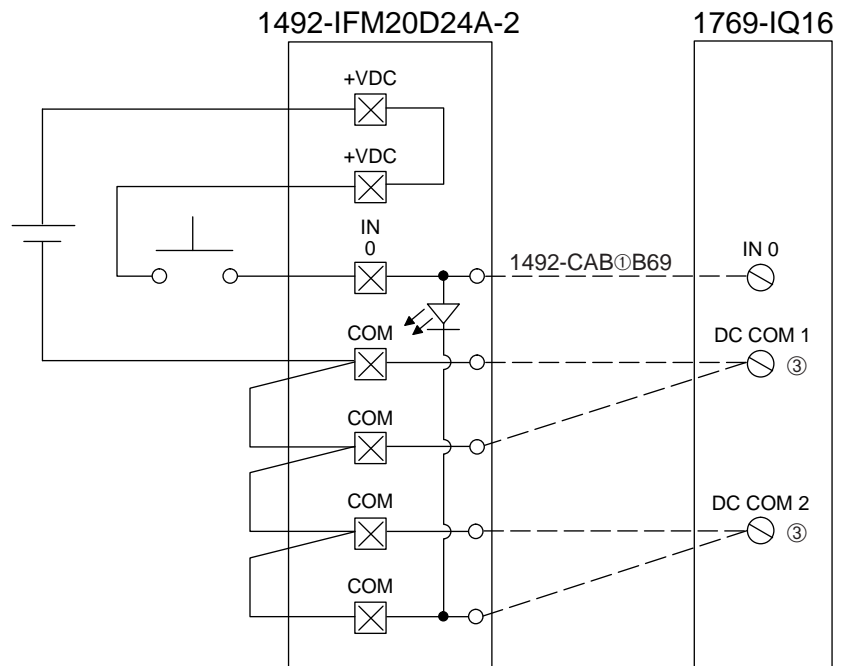 1492-IFM20D24A-2
1769-IQ16
+VDC
+VDC
IN
0
1492-CAB①B69
IN 0
COM
DC COM 1
③
COM
COM
DC COM 2
③
COM